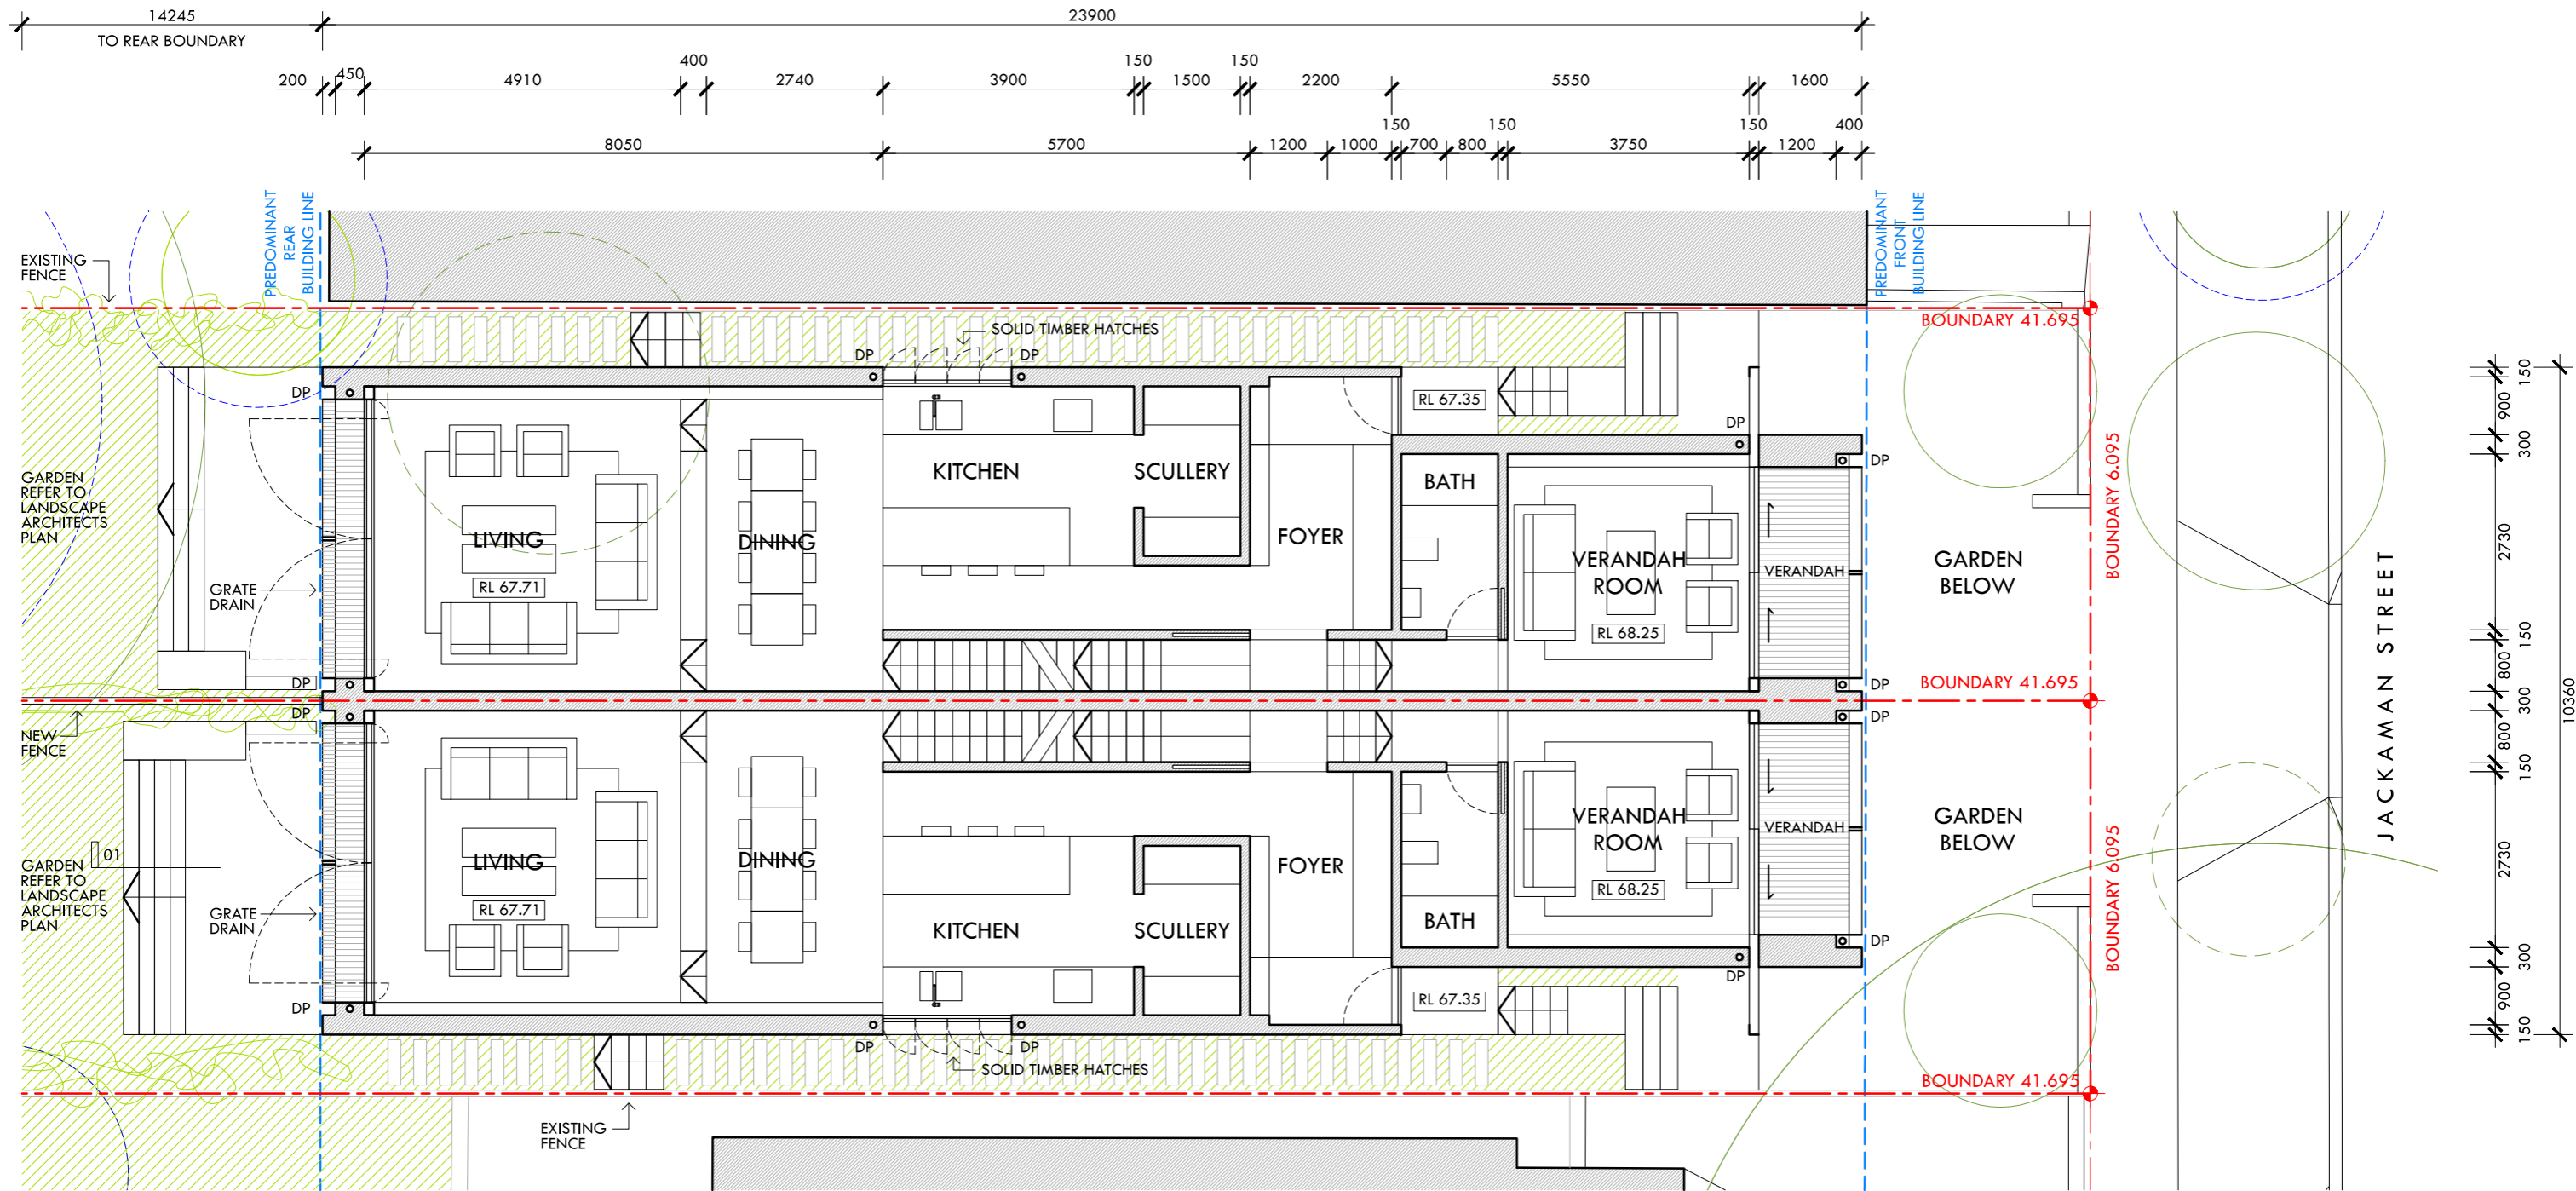 14245
TO REAR BOUNDARY
23900
200
450
4910
400
2740
3900
150
1500
150
2200
5550
1600
8050
5700
1200
1000
150
700
800
150
3750
150
1200
400
PREDOMINANT
REAR
BUILDING LINE
PREDOMINANT
FRONT
BUILDING LINE
EXISTING
FENCE
SOLID TIMBER HATCHES
BOUNDARY 41.695
DP
DP
DP
RL 67.35
DP
DP
GARDEN
REFER TO
LANDSCAPE
ARCHITECTS
PLAN
KITCHEN
SCULLERY
BATH
LIVING
DINING
FOYER
VERANDAH
ROOM
VERANDAH
GARDEN
BELOW
BOUNDARY 6.095
RL 67.71
RL 68.25
GRATE
DRAIN
DP
DP
BOUNDARY 41.695
DP
DP
NEW
FENCE
JACKAMAN STREET
150
900
300
2730
150
800
300
800
150
2730
300
900
150
10360
01
GARDEN
REFER TO
LANDSCAPE
ARCHITECTS
PLAN
GRATE
DRAIN
LIVING
RL 67.71
DINING
KITCHEN
SCULLERY
FOYER
BATH
VERANDAH
ROOM
RL 68.25
VERANDAH
GARDEN
BELOW
BOUNDARY 6.095
DP
DP
DP
RL 67.35
DP
DP
SOLID TIMBER HATCHES
BOUNDARY 41.695
EXISTING
FENCE